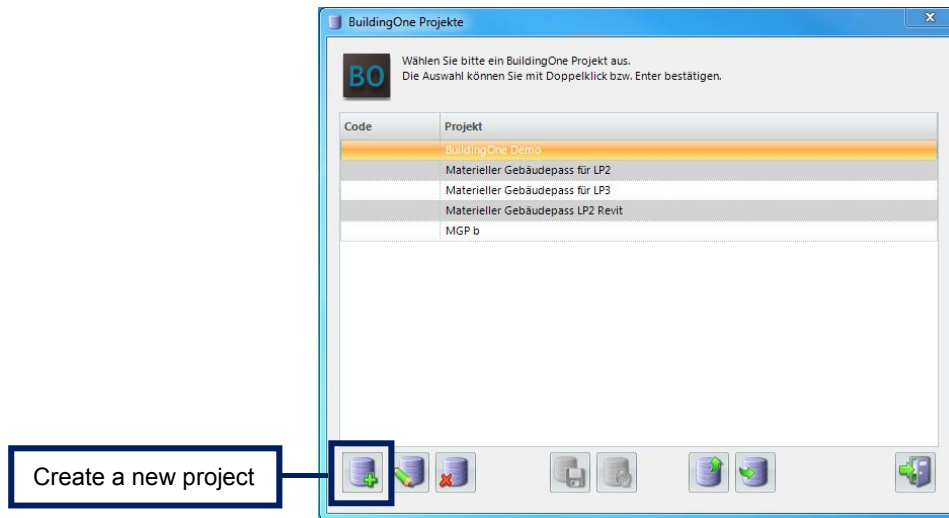 BuildingOne Projekte
x
BO
Wählen Sie bitte ein BuildingOne Projekt aus.
Die Auswahl können Sie mit Doppelklick bzw. Enter bestätigen.
Code Projekt
BuildingOne Demo
Materieller Gebäudepass für LP2
Materieller Gebäudepass für LP3
Materieller Gebäudepass LP2 Revit
MGP b
Create a new project